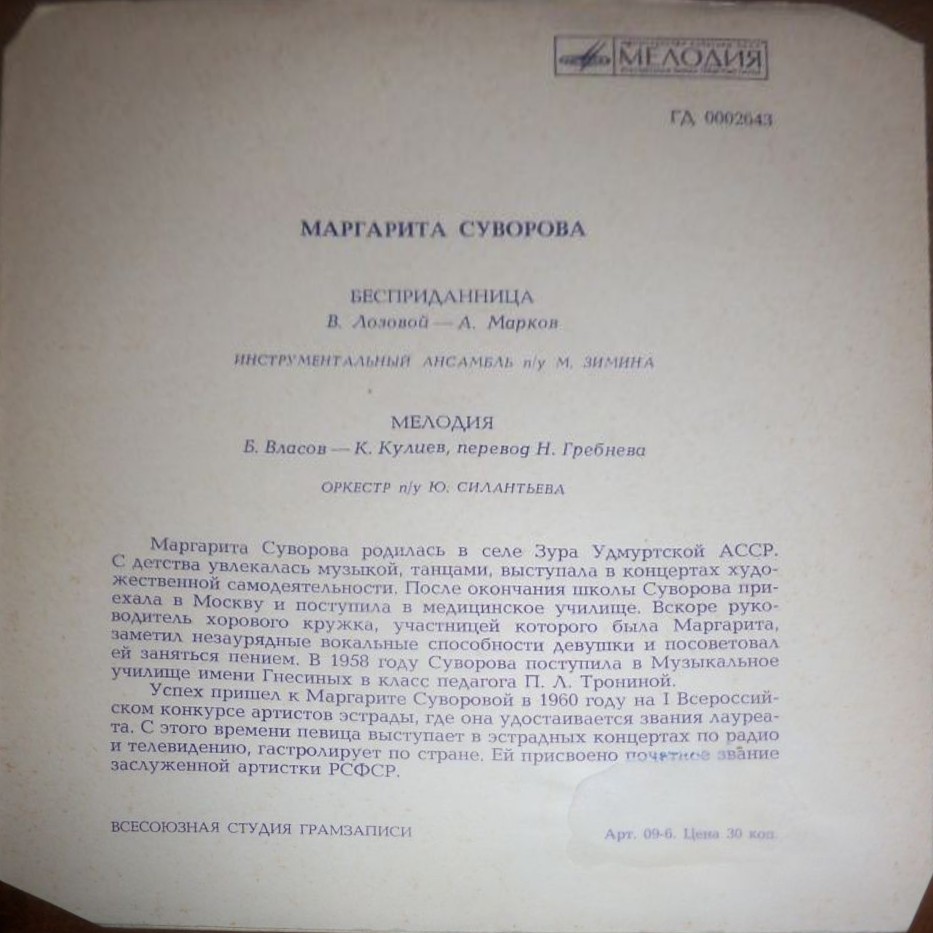 МЕЛОДИЯ
ГД 0002643
МАРГАРИТА СУВОРОВА
БЕСПРИДАННИЦА
В. Лозовой — А. Марков
ИНСТРУМЕНТАЛЬНЫЙ АНСАМБЛЬ п/у М. ЗИМИНА
МЕЛОДИЯ
Б. Власов — К. Кулиев, перевод Н. Гребнева
ОРКЕСТР п/у Ю. СИЛАНТЬЕВА
Маргарита Суворова родилась в селе Зура Удмуртской АССР.
С детства увлекалась музыкой, танцами, выступала в концертах худо-
жественной самодеятельности. После окончания школы Суворова при-
ехала в Москву и поступила в медицинское училище. Вскоре руко-
водитель хорового кружка, участницей которого была Маргарита,
заметил незаурядные вокальные способности девушки и посоветовал
ей заняться пением. В 1958 году Суворова поступила в Музыкальное
училище имени Гнесиных в класс педагога П. Л. Трониной.
Успех пришел к Маргарите Суворовой в 1960 году на I Всероссий-
ском конкурсе артистов эстрады, где она удостаивается звания лауреа-
та. С этого времени певица выступает в эстрадных концертах по радио
и телевидению, гастролирует по стране. Ей присвоено почетное звание
заслуженной артистки РСФСР.
ВСЕСОЮЗНАЯ СТУДИЯ ГРАМЗАПИСИ
Арт. 09-6. Цена 30 коп.